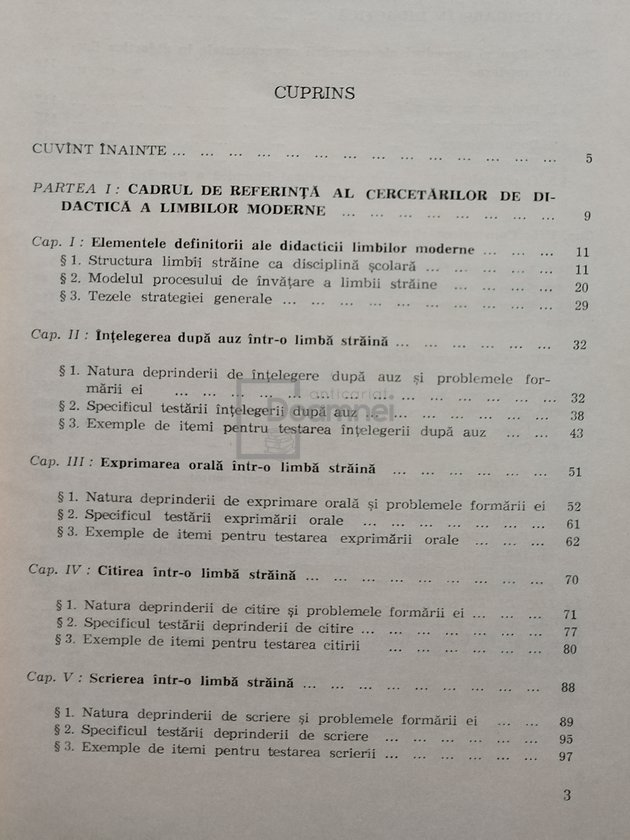 CUPRINS
CUVÎNT ÎNAINTE ... ... ... ... ... ... ... ... ... ... ... ... ... ... 5
PARTEA I : CADRUL DE REFERINȚĂ AL CERCETĂRILOR DE DI-
DACTICĂ A LIMBILOR MODERNE ... ... ... ... ... ... ... ... 9
Cap. I : Elementele definitorii ale didacticii limbilor moderne ... ... ... 11
§ 1. Structura limbii străine ca disciplină școlară ... ... ... ... ... 11
§ 2. Modelul procesului de învățare a limbii străine ... ... ... ... 20
§ 3. Tezele strategiei generale ... ... ... ... ... ... ... ... ... ... 29
Cap. II : Înțelegerea după auz într-o limbă străină ... ... ... ... ... ... 32
§ 1. Natura deprinderii de înțelegere după auz și problemele for-
mării ei ... ... ... ... ... ... ... ... ... ... ... ... ... 32
§ 2. Specificul testării înțelegerii după auz ... ... ... ... ... ... ... 38
§ 3. Exemple de itemi pentru testarea înțelegerii după auz ... ... 43
anticariat
Doamnei
Cap. III : Exprimarea orală într-o limbă străină ... ... ... ... ... ... 51
§ 1. Natura deprinderii de exprimare orală și problemele formării ei 52
§ 2. Specificul testării exprimării orale ... ... ... ... ... ... ... 61
§ 3. Exemple de itemi pentru testarea exprimării orale ... ... ... 62
Cap. IV : Citirea într-o limbă străină ... ... ... ... ... ... ... ... ... 70
§ 1. Natura deprinderii de citire și problemele formării ei ... ... ... 71
§ 2. Specificul testării deprinderii de citire ... ... ... ... ... ... ... 77
§ 3. Exemple de itemi pentru testarea citirii ... ... ... ... ... ... 80
Cap. V : Scrierea într-o limbă străină ... ... ... ... ... ... ... ... ... 88
§ 1. Natura deprinderii de scriere și problemele formării ei ... ... 89
§ 2. Specificul testării deprinderii de scriere ... ... ... ... ... ... 95
§ 3. Exemple de itemi pentru testarea scrierii ... ... ... ... ... ... 97
3